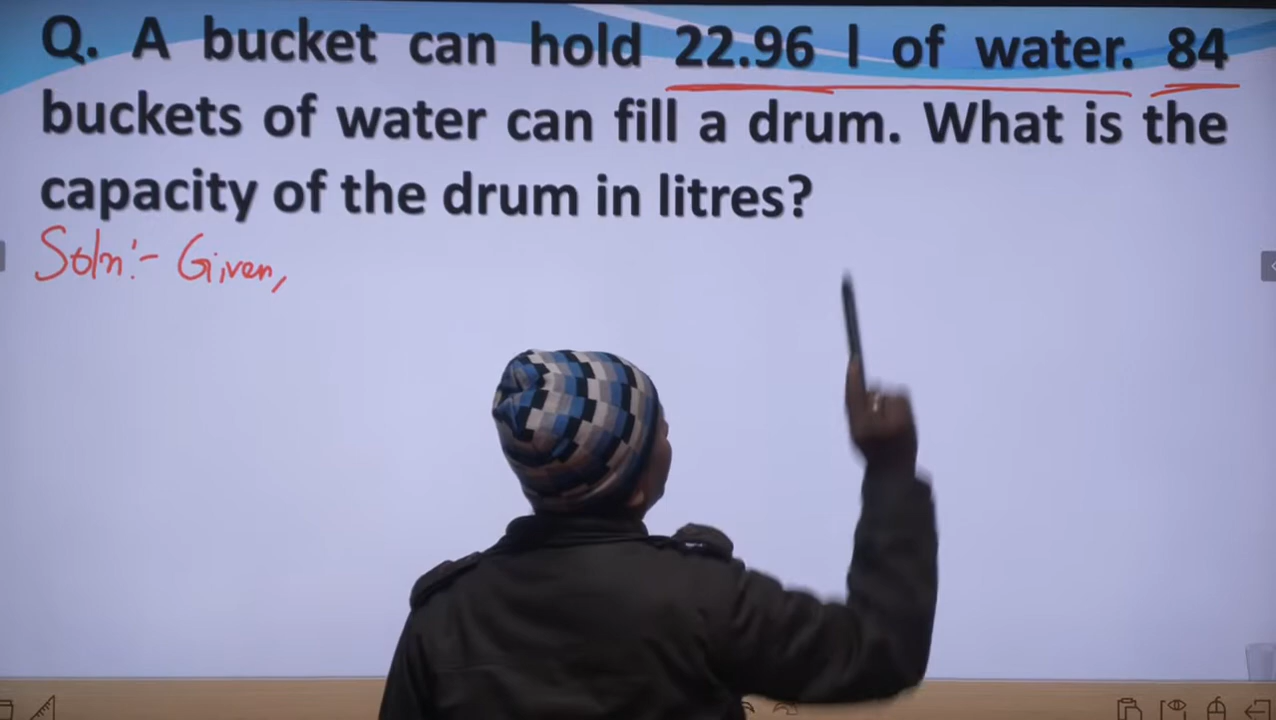 Q. A bucket can hold 22.96 l of water. 84
buckets of water can fill a drum. What is the
capacity of the drum in litres?
Soln:- Given,